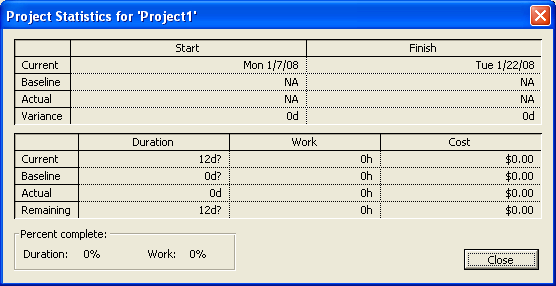 Project Statistics for 'Project1'
Start Finish
Current Mon 1/7/08 Tue 1/22/08
Baseline NA NA
Actual NA NA
Variance 0d 0d
Duration Work Cost
Current 12d? 0h $0.00
Baseline 0d? 0h $0.00
Actual 0d 0h $0.00
Remaining 12d? 0h $0.00
Percent complete:
Duration: 0% Work: 0%
Close